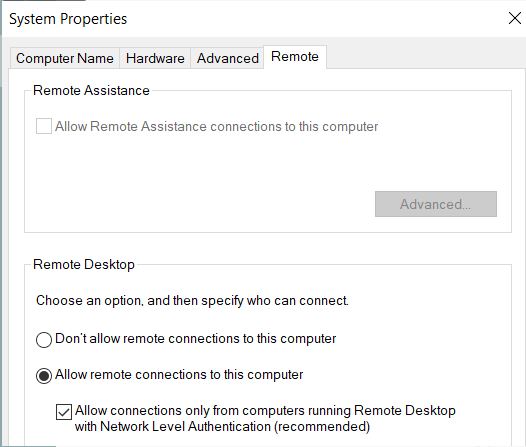 System Properties
Computer Name Hardware Advanced Remote
Remote Assistance
Allow Remote Assistance connections to this computer
Advanced...
Remote Desktop
Choose an option, and then specify who can connect.
Don't allow remote connections to this computer
Allow remote connections to this computer
Allow connections only from computers running Remote Desktop
with Network Level Authentication (recommended)